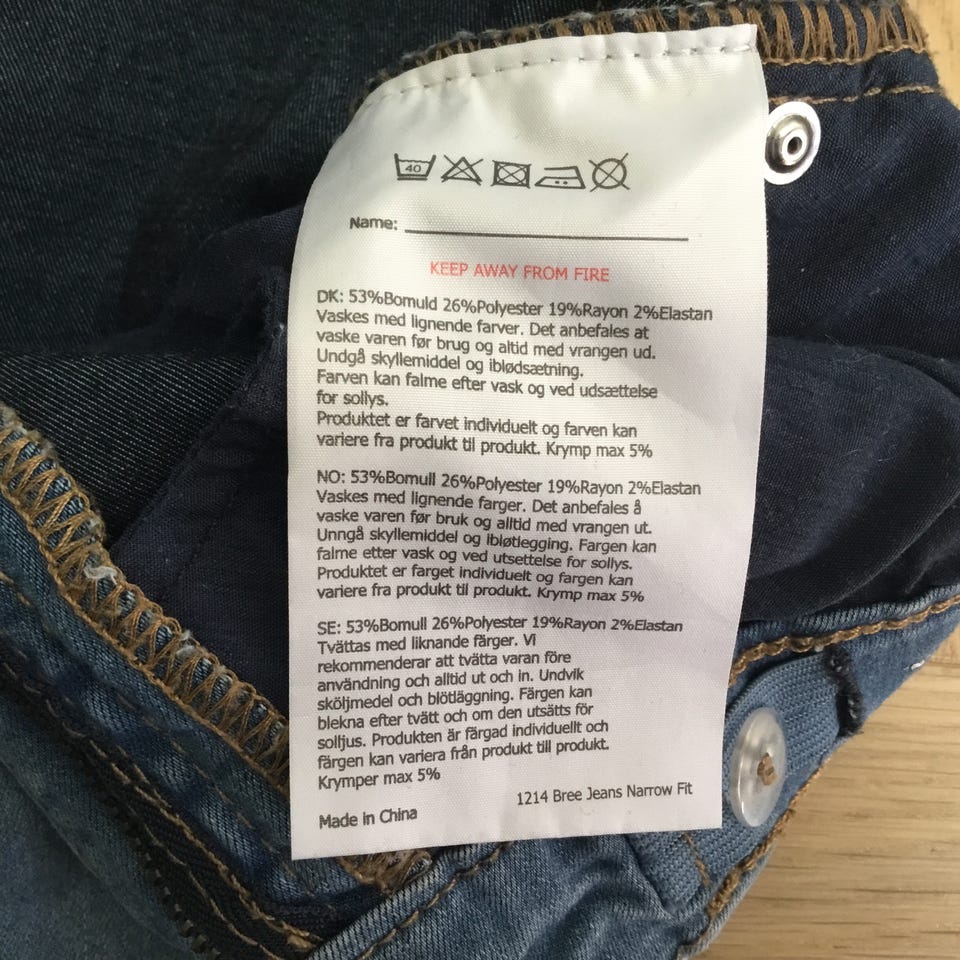 40
Name:
KEEP AWAY FROM FIRE
DK: 53%Bomuld 26%Polyester 19%Rayon 2%Elastan
Vaskes med lignende farver. Det anbefales at
vaske varen før brug og altid med vrangen ud.
Undgå skyllemiddel og iblødsætning.
Farven kan falme efter vask og ved udsættelse
for sollys.
Produktet er farvet individuelt og farven kan
variere fra produkt til produkt. Krymp max 5%
NO: 53%Bomull 26%Polyester 19%Rayon 2%Elastan
Vaskes med lignende farger. Det anbefales å
vaske varen før bruk og alltid med vrangen ut.
Unngå skyllemiddel og ibløtlegging. Fargen kan
falme etter vask og ved utsettelse for sollys.
Produktet er farget individuelt og fargen kan
variere fra produkt til produkt. Krymp max 5%
SE: 53%Bomull 26%Polyester 19%Rayon 2%Elastan
Tvättas med liknande färger. Vi
rekommenderar att tvätta varan före
användning och alltid ut och in. Undvik
sköljmedel och blötläggning. Färgen kan
blekna efter tvätt och om den utsätts för
solljus. Produkten är färgad individuellt och
färgen kan variera från produkt till produkt.
Krymper max 5%
1214 Bree Jeans Narrow Fit
Made in China